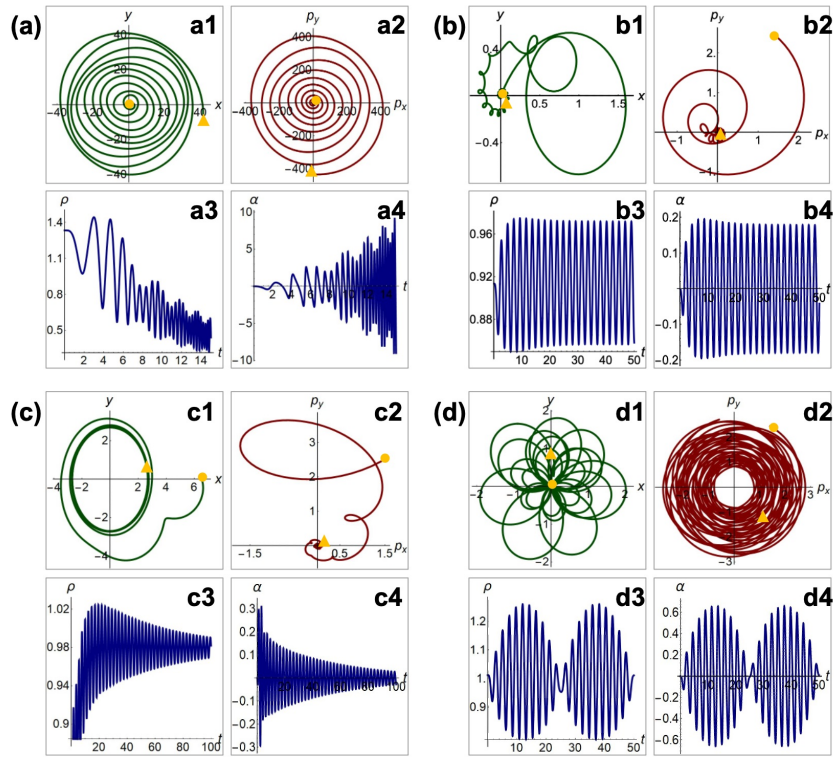 (a) y a1
40
20
-40 -20 20 40 x
-20
-40
p_y a2
400
200
-400 -200 200 400 p_x
-200
-400
(b) y b1
0.4
0.5 1. 1.6 x
-0.4
p_y b2
2.
1.
-1 1 2 p_x
-1.
ρ a3
1.4
1.1
0.8
0.5
2 4 6 8 10 12 14 t
α a4
10
5
2 4 6 8 10 12 14 t
-5
-10
ρ b3
0.96
0.92
0.88
10 20 30 40 50 t
α b4
0.2
0.1
10 20 30 40 50 t
-0.1
-0.2
(c) y c1
2
-4 -2 2 4 6 x
-2
-4
p_y c2
3
2
1
-1.5 0.5 1.5 p_x
(d) y d1
2
1
-2 -1 1 2 x
-1
-2
p_y d2
2
3 p_x
-2
-3
ρ c3
1.02
0.98
0.94
0.9
20 40 60 80 100 t
α c4
0.3
0.2
0.1
20 40 60 80 100 t
-0.1
-0.2
-0.3
ρ d3
1.2
1.
0.9
10 20 30 40 50 t
α d4
0.6
0.4
0.2
10 20 30 40 50 t
-0.2
-0.4
-0.6